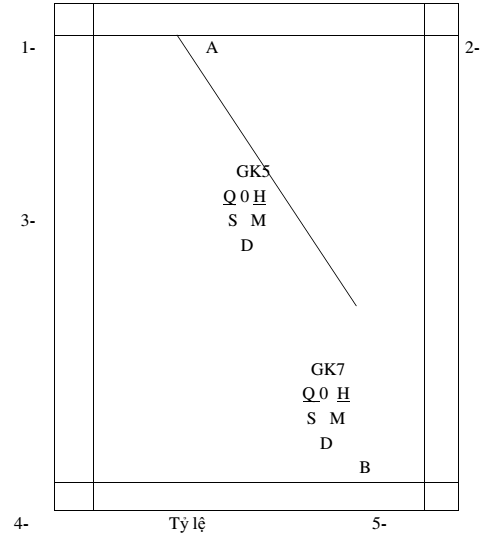 1- A 2-
GK5
Q 0 H
3- S M
D
GK7
Q 0 H
S M
D
B
4- Tỷ lệ 5-